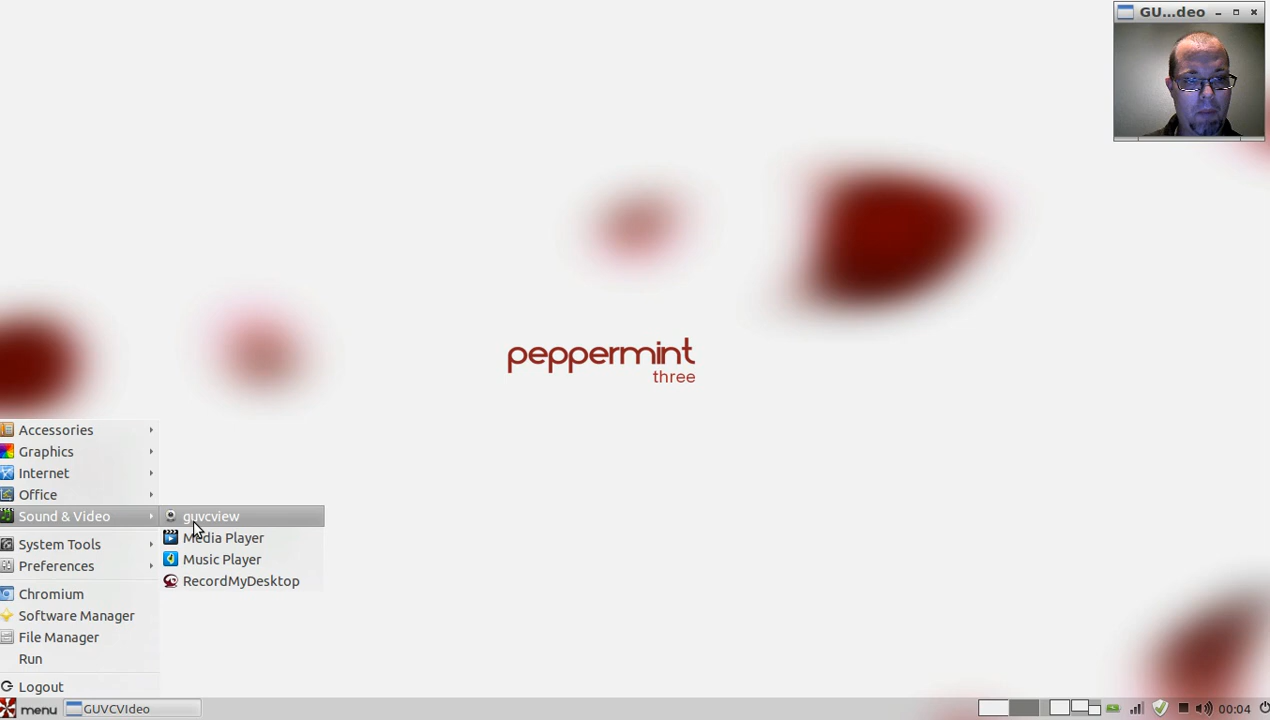 GU...deo
peppermint
three
Accessories
Graphics
Internet
Office
Sound & Video
guvcview
Media Player
Music Player
RecordMyDesktop
System Tools
Preferences
Chromium
Software Manager
File Manager
Run
Logout
menu
GUVCVIdeo
00:04